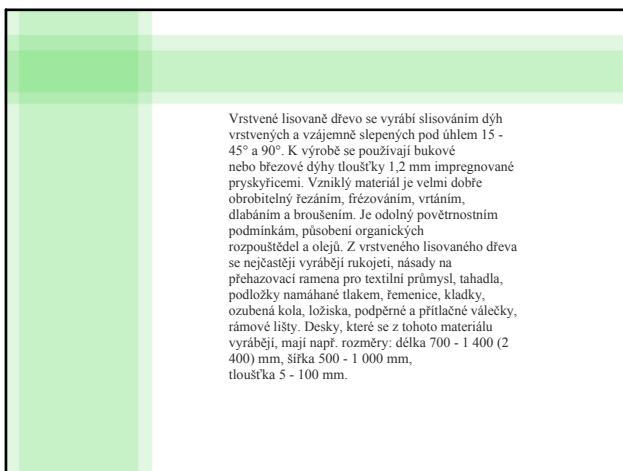 Vrstvené lisovaně dřevo se vyrábí slisováním dýh
vrstvených a vzájemně slepených pod úhlem 15 -
45° a 90°. K výrobě se používají bukové
nebo březové dýhy tloušťky 1,2 mm impregnované
pryskyřicemi. Vzniklý materiál je velmi dobře
obrobitelný řezáním, frézováním, vrtáním,
dlabáním a broušením. Je odolný povětrnostním
podmínkám, působení organických
rozpouštědel a olejů. Z vrstveného lisovaného dřeva
se nejčastěji vyrábějí rukojeti, násady na
přehazovací ramena pro textilní průmysl, tahadla,
podložky namáhané tlakem, řemenice, kladky,
ozubená kola, ložiska, podpěrné a přítlačné válečky,
rámové lišty. Desky, které se z tohoto materiálu
vyrábějí, mají např. rozměry: délka 700 - 1 400 (2
400) mm, šířka 500 - 1 000 mm,
tloušťka 5 - 100 mm.